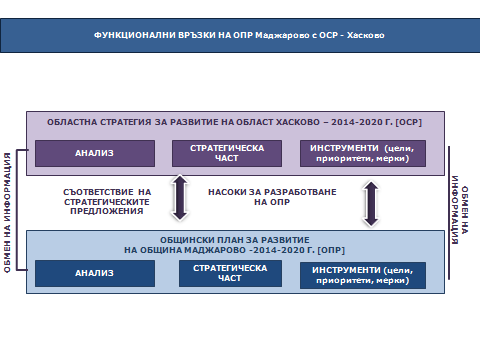 ФУНКЦИОНАЛНИ ВРЪЗКИ НА ОПР Маджарово с ОСР - Хасково
ОБЛАСТНА СТРАТЕГИЯ ЗА РАЗВИТИЕ НА ОБЛАСТ ХАСКОВО – 2014-2020 Г. [ОСР]
АНАЛИЗ
СТРАТЕГИЧЕСКА
ЧАСТ
ИНСТРУМЕНТИ (цели,
приоритети, мерки)
ОБМЕН НА ИНФОРМАЦИЯ
СЪОТВЕТСТВИЕ НА
СТРАТЕГИЧЕСКИТЕ
ПРЕДЛОЖЕНИЯ
НАСОКИ ЗА РАЗРАБОТВАНЕ
НА ОПР
ОБМЕН НА
ИНФОРМАЦИЯ
ОБЩИНСКИ ПЛАН ЗА РАЗВИТИЕ
НА ОБЩИНА МАДЖАРОВО -2014-2020 Г. [ОПР]
АНАЛИЗ
СТРАТЕГИЧЕСКА
ЧАСТ
ИНСТРУМЕНТИ (цели,
приоритети, мерки)